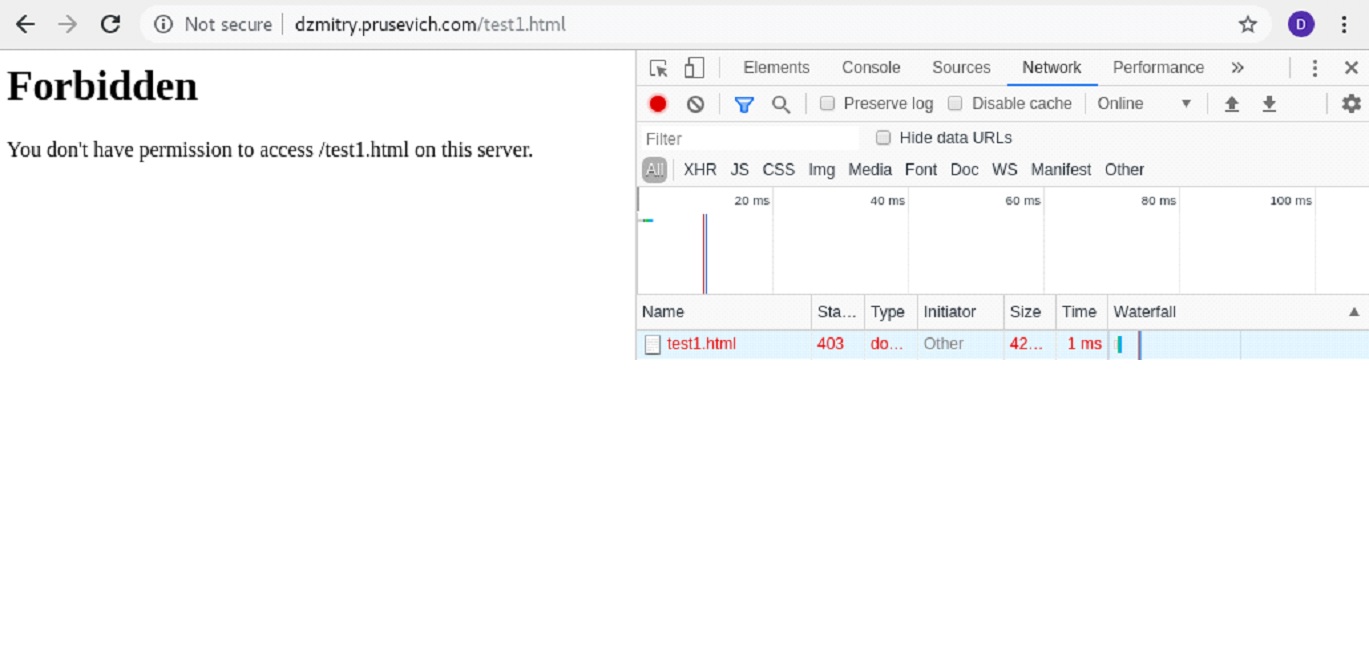 Not secure dzmitry.prusevich.com/test1.html D
Forbidden
You don't have permission to access /test1.html on this server.
Elements Console Sources Network Performance »
Preserve log Disable cache Online ▼
Filter Hide data URLs
All XHR JS CSS Img Media Font Doc WS Manifest Other
20 ms 40 ms 60 ms 80 ms 100 ms
Name Sta... Type Initiator Size Time Waterfall ▲
test1.html 403 do... Other 42... 1 ms